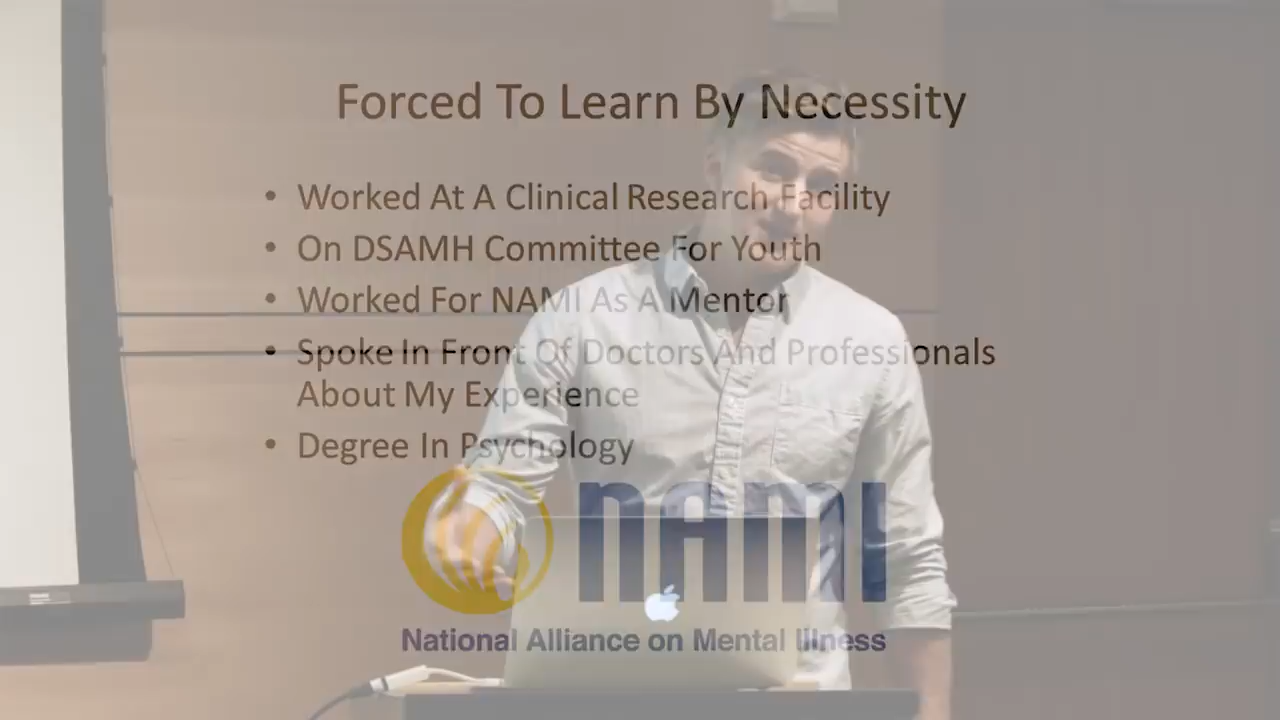 Forced To Learn By Necessity
• Worked At A Clinical Research Facility
• On DSAMH Committee For Youth
• Worked For NAMI As A Mentor
• Spoke In Front Of Doctors And Professionals
About My Experience
• Degree In Psychology
NAMI
National Alliance on Mental Illness